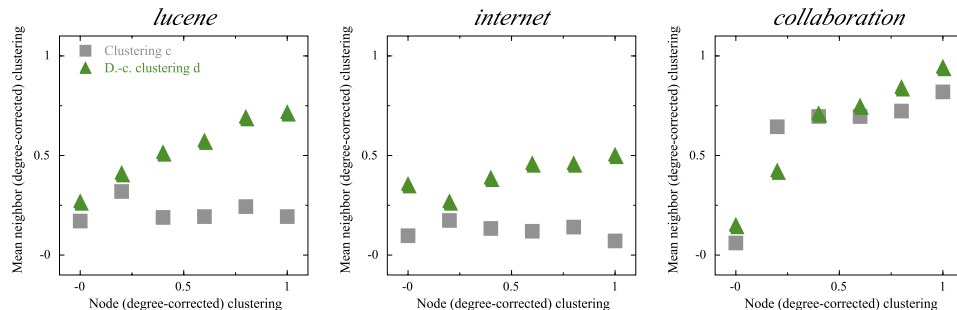 lucene
Mean neighbor (degree-corrected) clustering
1
0.5
-0
Clustering c
D.-c. clustering d
-0
0.5
1
Node (degree-corrected) clustering
internet
Mean neighbor (degree-corrected) clustering
1
0.5
-0
-0
0.5
1
Node (degree-corrected) clustering
collaboration
Mean neighbor (degree-corrected) clustering
1
0.5
-0
-0
0.5
1
Node (degree-corrected) clustering